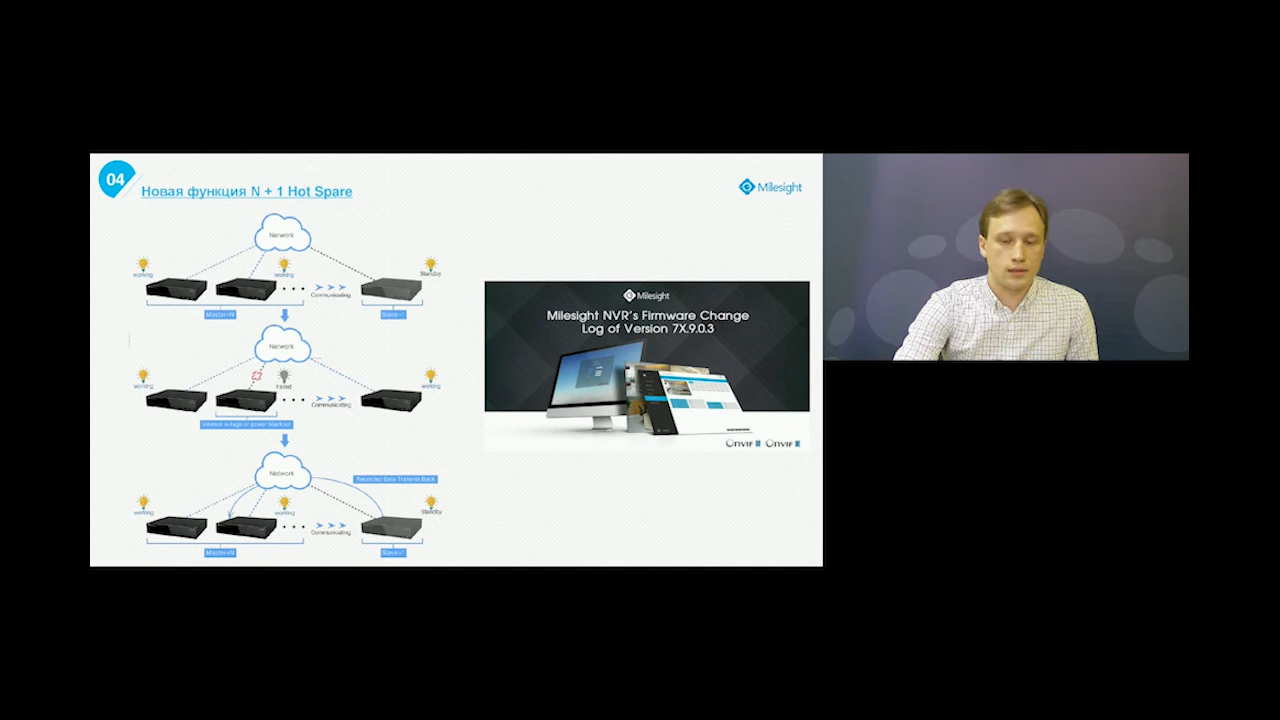 04
Новая функция N + 1 Hot Spare
Milesight
Network
working
working
Standby
Communicating
Master×N
Slave×1
Network
working
Failed
working
Communicating
Internet outage or power blackout
Network
Recorded Data Transmit Back
working
working
Standby
Communicating
Master×N
Slave×1
Milesight
Milesight NVR's Firmware Change
Log of Version 7X.9.0.3
ONVIF S ONVIF